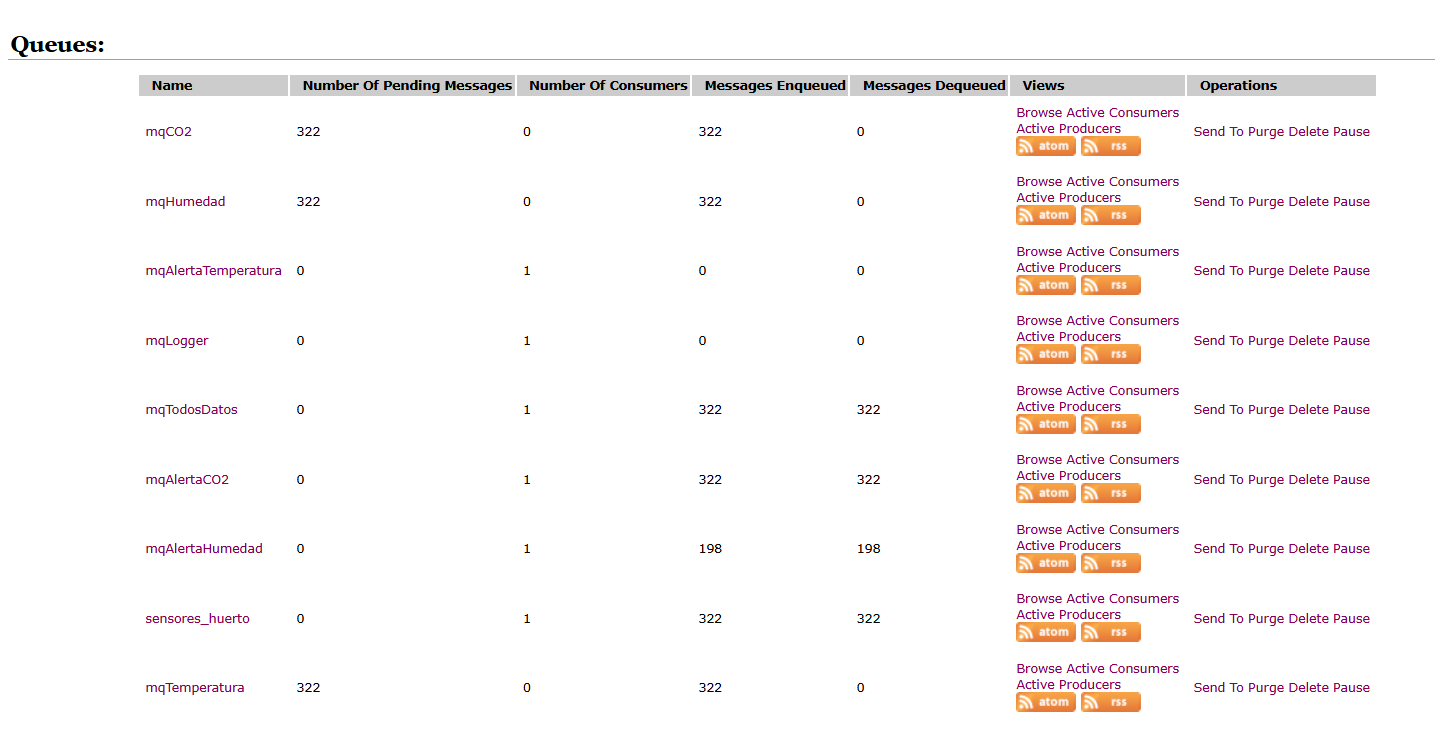 Queues:
Name Number Of Pending Messages Number Of Consumers Messages Enqueued Messages Dequeued Views Operations
mqCO2 322 0 322 0 Browse Active Consumers
Active Producers
atom rss
Send To Purge Delete Pause
mqHumedad 322 0 322 0 Browse Active Consumers
Active Producers
atom rss
Send To Purge Delete Pause
mqAlertaTemperatura 0 1 0 0 Browse Active Consumers
Active Producers
atom rss
Send To Purge Delete Pause
mqLogger 0 1 0 0 Browse Active Consumers
Active Producers
atom rss
Send To Purge Delete Pause
mqTodosDatos 0 1 322 322 Browse Active Consumers
Active Producers
atom rss
Send To Purge Delete Pause
mqAlertaCO2 0 1 322 322 Browse Active Consumers
Active Producers
atom rss
Send To Purge Delete Pause
mqAlertaHumedad 0 1 198 198 Browse Active Consumers
Active Producers
atom rss
Send To Purge Delete Pause
sensores_huerto 0 1 322 322 Browse Active Consumers
Active Producers
atom rss
Send To Purge Delete Pause
mqTemperatura 322 0 322 0 Browse Active Consumers
Active Producers
atom rss
Send To Purge Delete Pause